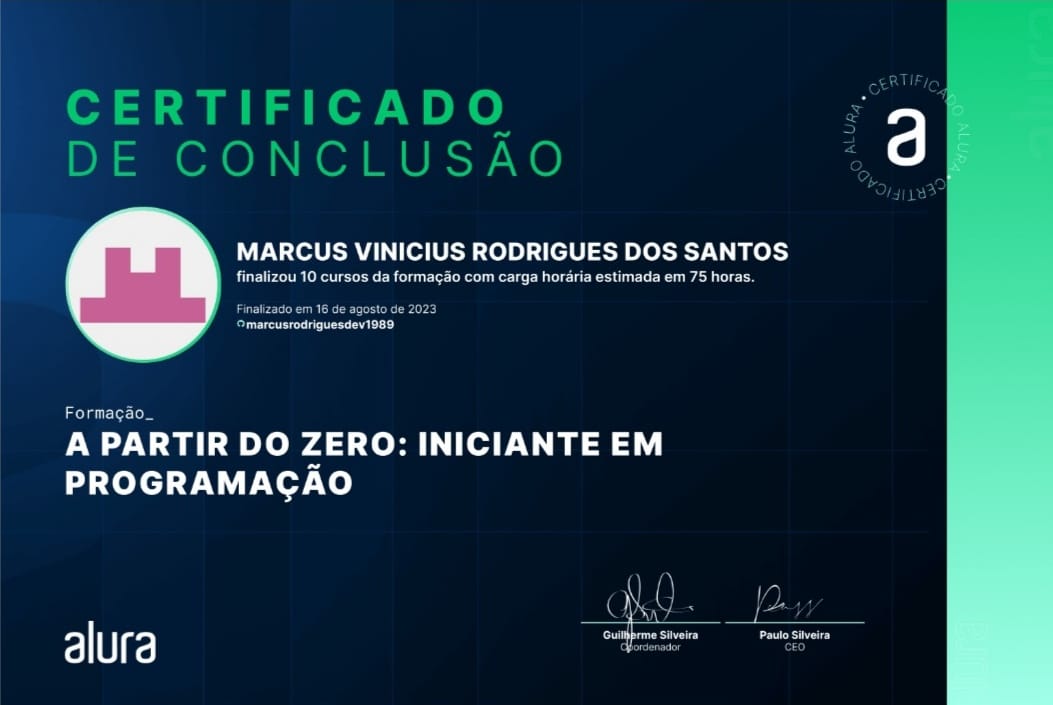 CERTIFICADO
DE CONCLUSÃO
CERTIFICADO ALURA • CERTIFICADO ALURA •
a
MARCUS VINICIUS RODRIGUES DOS SANTOS
finalizou 10 cursos da formação com carga horária estimada em 75 horas.
Finalizado em 16 de agosto de 2023
marcusrodriguesdev1989
Formação_
A PARTIR DO ZERO: INICIANTE EM
PROGRAMAÇÃO
Guilherme Silveira
Coordenador
Paulo Silveira
CEO
alura